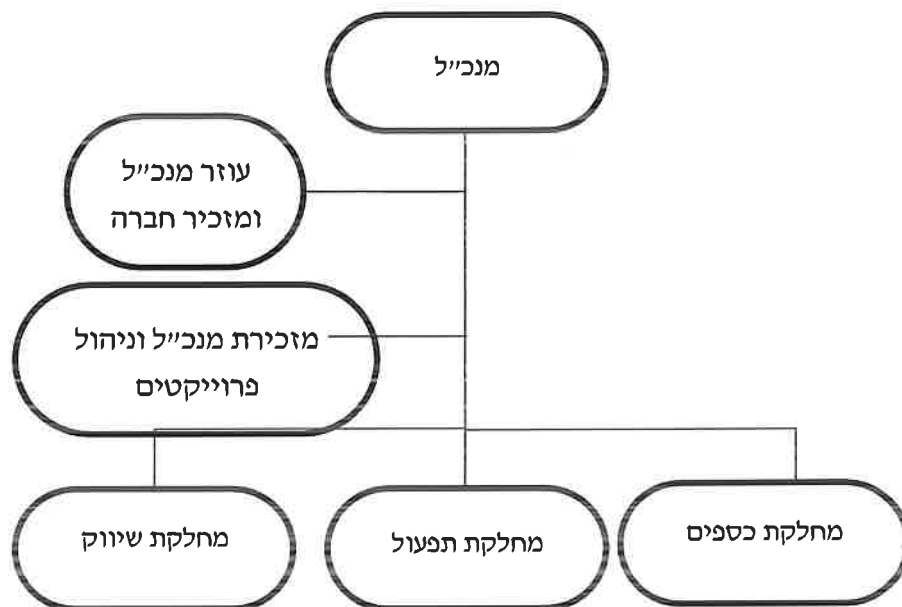 מנכ״ל
עוזר מנכ״ל
ומזכיר חברה
מזכירת מנכ״ל וניהול
פרוייקטים
מחלקת כספים
מחלקת תפעול
מחלקת שיווק